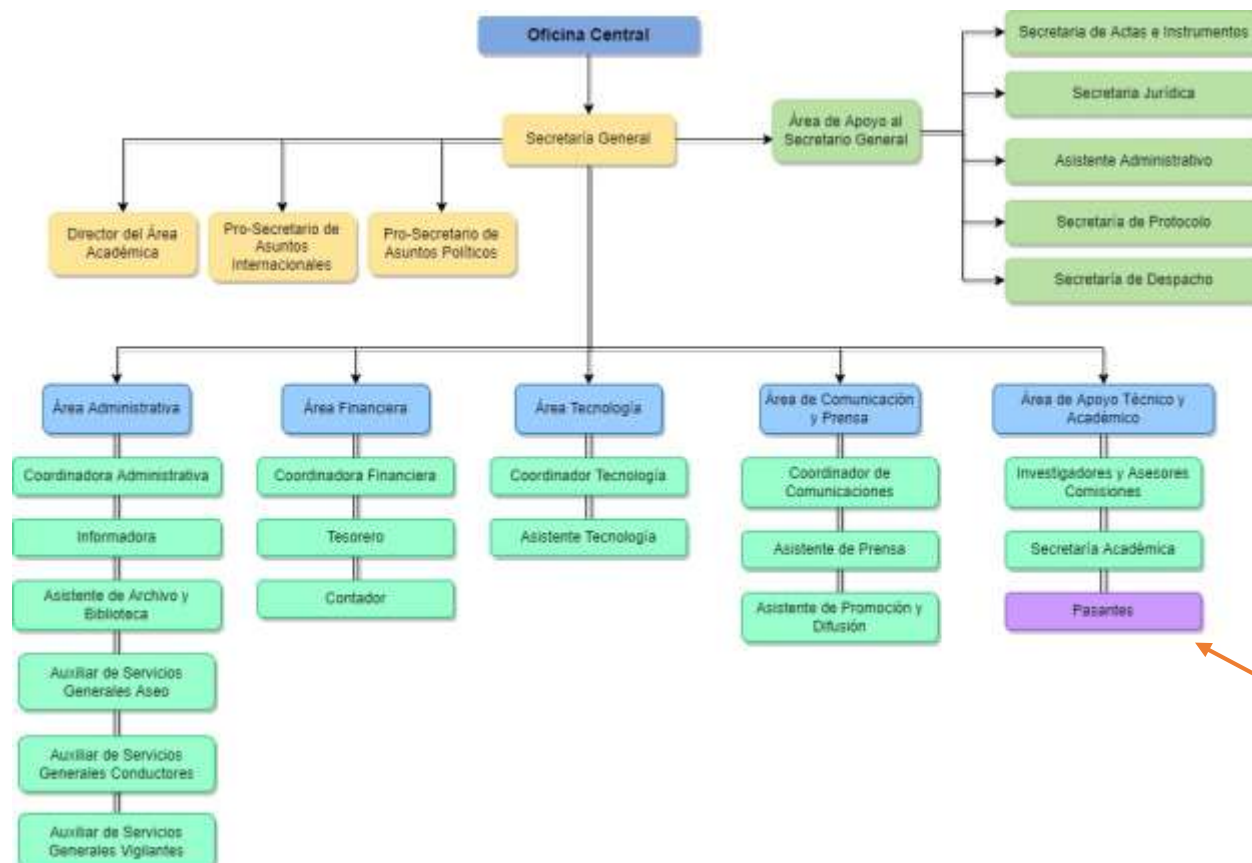 Oficina Central
Secretaría General
Área de Apoyo al
Secretario General
Secretaria de Actas e Instrumentos
Secretaria Jurídica
Asistente Administrativo
Secretaría de Protocolo
Secretaría de Despacho
Director del Área
Académica
Pro-Secretario de
Asuntos
Internacionales
Pro-Secretario de
Asuntos Políticos
Área Administrativa
Coordinadora Administrativa
Informadora
Asistente de Archivo y
Biblioteca
Auxiliar de Servicios
Generales Aseo
Auxiliar de Servicios
Generales Conductores
Auxiliar de Servicios
Generales Vigilantes
Área Financiera
Coordinadora Financiera
Tesorero
Contador
Área Tecnología
Coordinador Tecnología
Asistente Tecnología
Área de Comunicación
y Prensa
Coordinador de
Comunicaciones
Asistente de Prensa
Asistente de Promoción y
Difusión
Área de Apoyo Técnico y
Académico
Investigadores y Asesores
Comisiones
Secretaría Académica
Pasantes